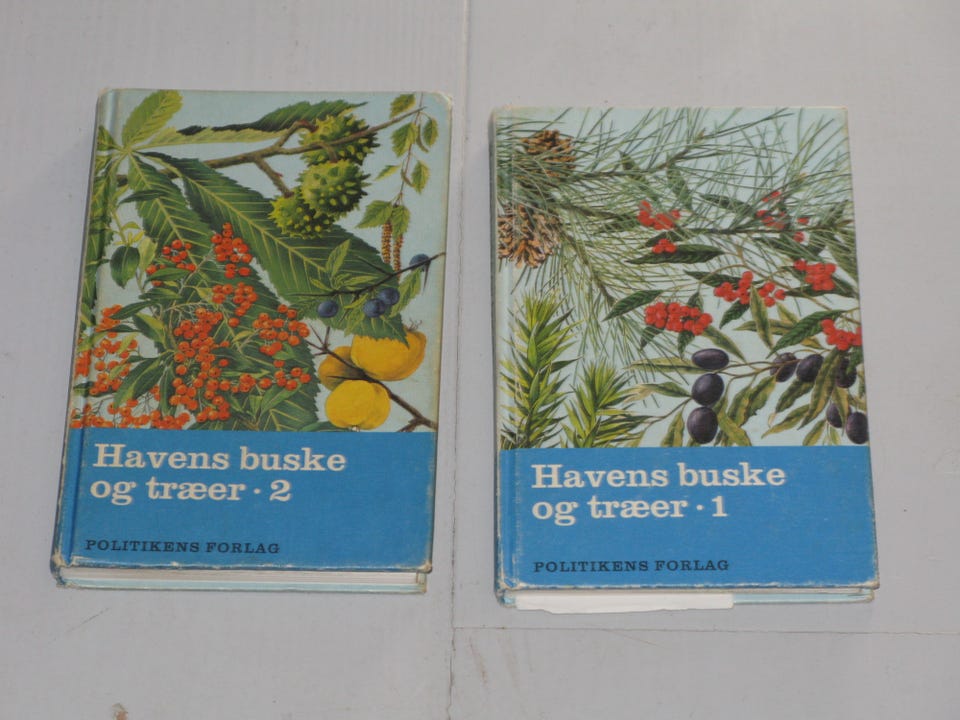 Havens buske
og træer · 2
POLITIKENS FORLAG
Havens buske
og træer · 1
POLITIKENS FORLAG